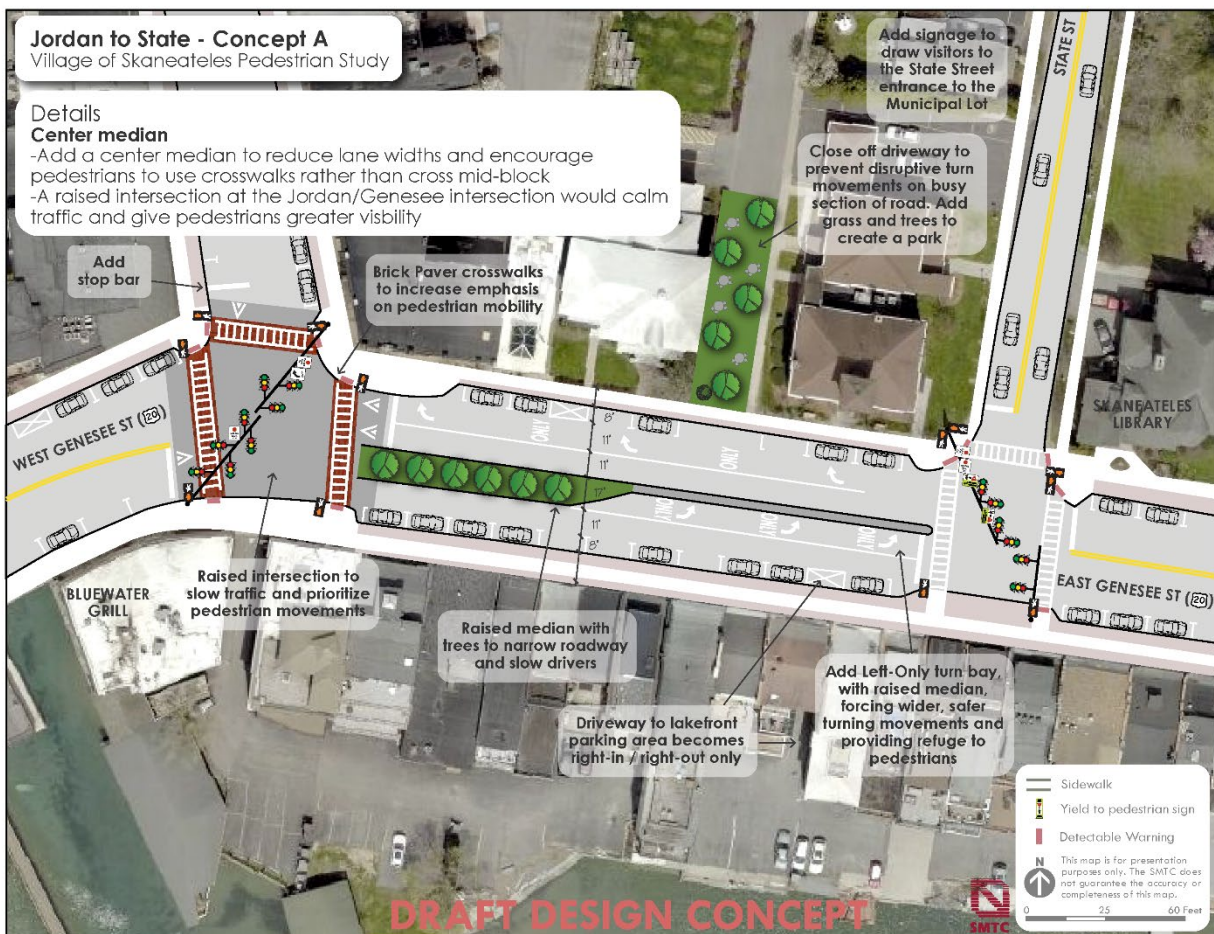 Jordan to State - Concept A
Village of Skaneateles Pedestrian Study
Details
Center median
-Add a center median to reduce lane widths and encourage
pedestrians to use crosswalks rather than cross mid-block
-A raised intersection at the Jordan/Genesee intersection would calm
traffic and give pedestrians greater visbility
Add signage to
draw visitors to
the State Street
entrance to the
Municipal Lot
STATE ST
Close off driveway to
prevent disruptive turn
movements on busy
section of road. Add
grass and trees to
create a park
Add
stop bar
Brick Paver crosswalks
to increase emphasis
on pedestrian mobility
SKANEATELES
LIBRARY
WEST GENESEE ST (20)
ONLY
ONLY
8'
11'
11'
17'
11'
8'
ONLY
ONLY
ONLY
EAST GENESEE ST (20)
BLUEWATER
GRILL
Raised intersection to
slow traffic and prioritize
pedestrian movements
Raised median with
trees to narrow roadway
and slow drivers
Driveway to lakefront
parking area becomes
right-in / right-out only
Add Left-Only turn bay,
with raised median,
forcing wider, safer
turning movements and
providing refuge to
pedestrians
Sidewalk
Yield to pedestrian sign
Detectable Warning
N
This map is for presentation
purposes only. The SMTC does
not guarantee the accuracy or
completeness of this map.
0 25 60 Feet
SMTC
DRAFT DESIGN CONCEPT